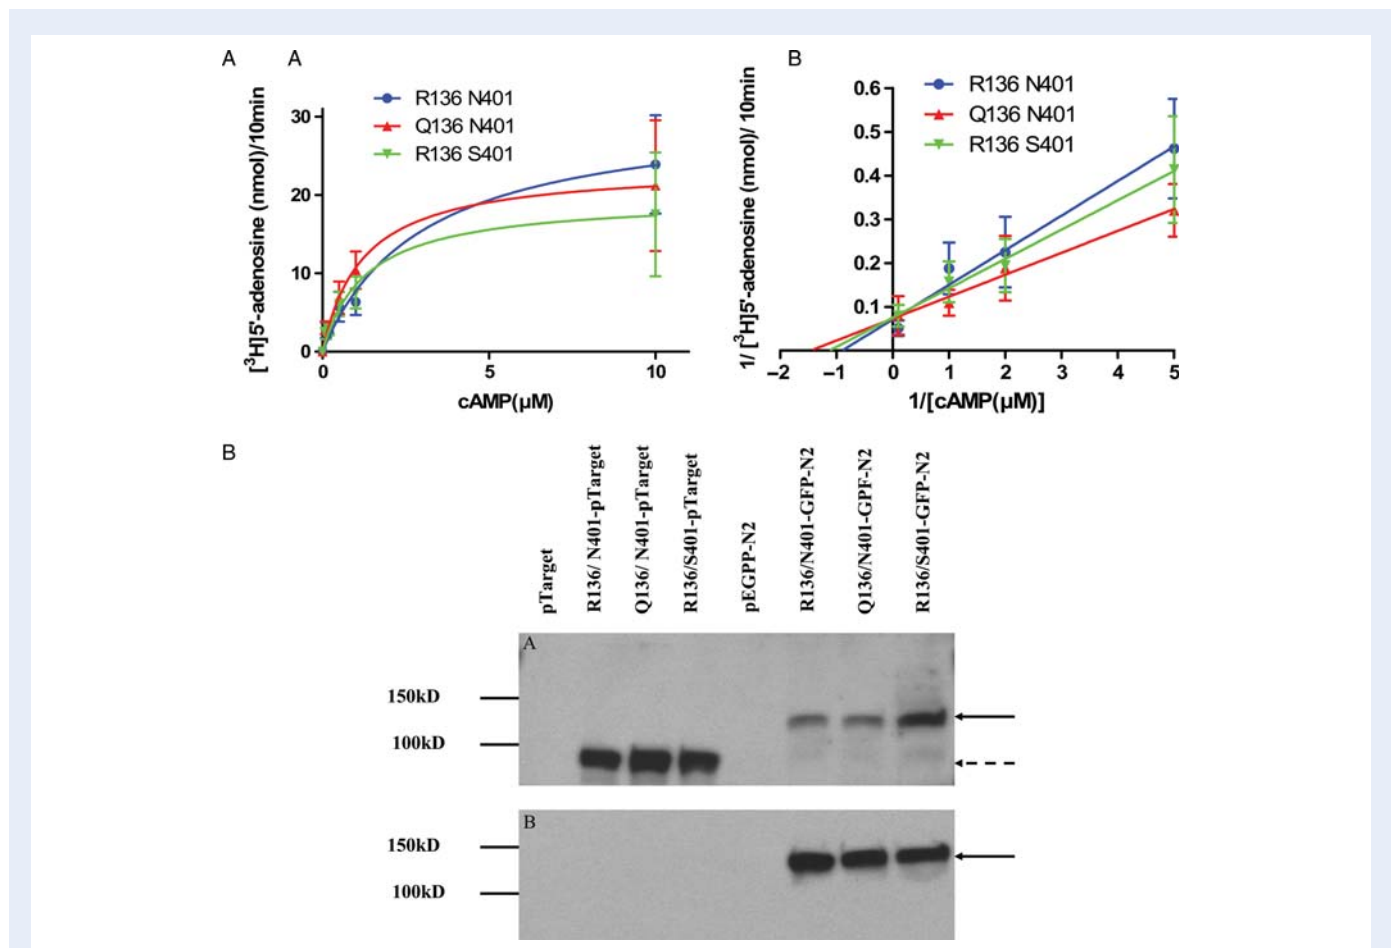 A
A
[³H]5'-adenosine (nmol)/10min
R136 N401
Q136 N401
R136 S401
30
20
10
0
0 5 10
cAMP(µM)
B
1/ [³H]5'-adenosine (nmol)/ 10min
R136 N401
Q136 N401
R136 S401
0.6
0.5
0.4
0.3
0.2
0.1
−2 −1 0 1 2 3 4 5
1/[cAMP(µM)]
B
pTarget
R136/ N401-pTarget
Q136/ N401-pTarget
R136/S401-pTarget
pEGPP-N2
R136/N401-GFP-N2
Q136/N401-GPF-N2
R136/S401-GFP-N2
A
150kD
100kD
B
150kD
100kD